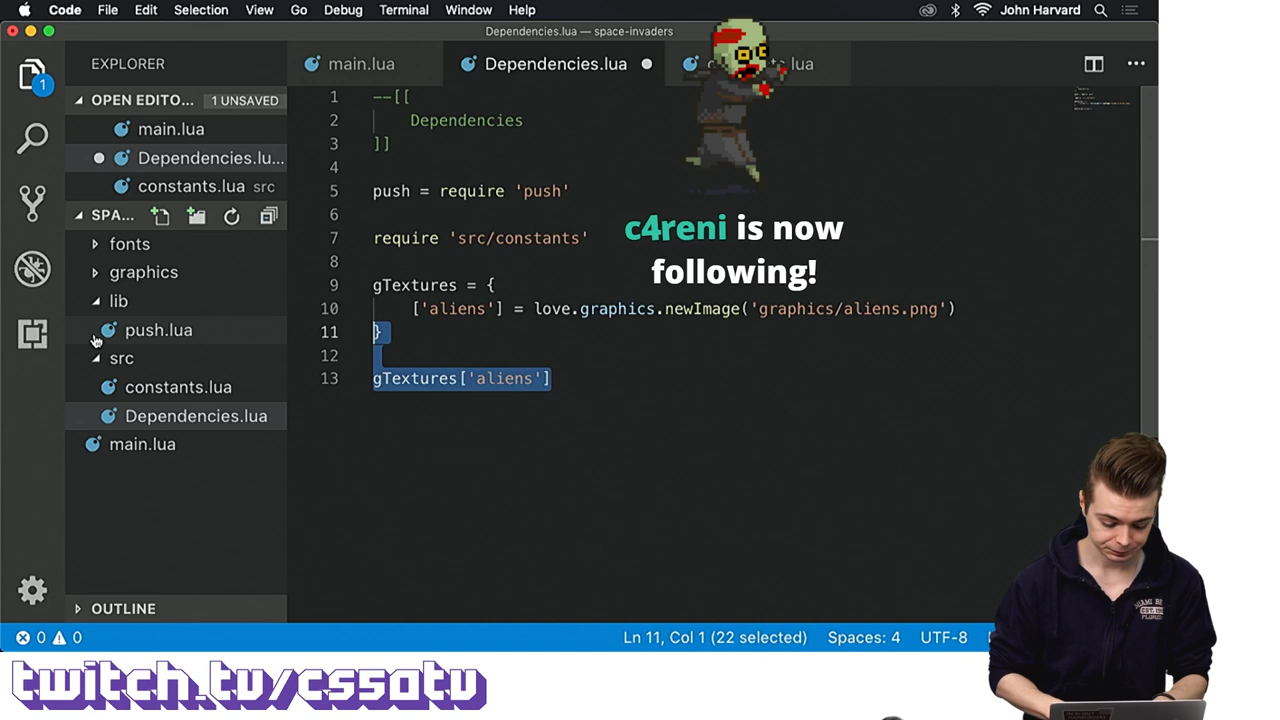 Code File Edit Selection View Go Debug Terminal Window Help John Harvard
Dependencies.lua — space-invaders
EXPLORER
main.lua
Dependencies.lua
.lua
1
OPEN EDITO... 1 UNSAVED
main.lua
Dependencies.lu...
constants.lua src
SPA...
fonts
graphics
lib
push.lua
src
constants.lua
Dependencies.lua
main.lua
OUTLINE
1 --[[
2 Dependencies
3 ]]
4
5 push = require 'push'
6
7 require 'src/constants'
8
9 gTextures = {
10 ['aliens'] = love.graphics.newImage('graphics/aliens.png')
11 }
12
13 gTextures['aliens']
c4reni is now
following!
0 0
Ln 11, Col 1 (22 selected) Spaces: 4 UTF-8
twitch.tv/cs50tv